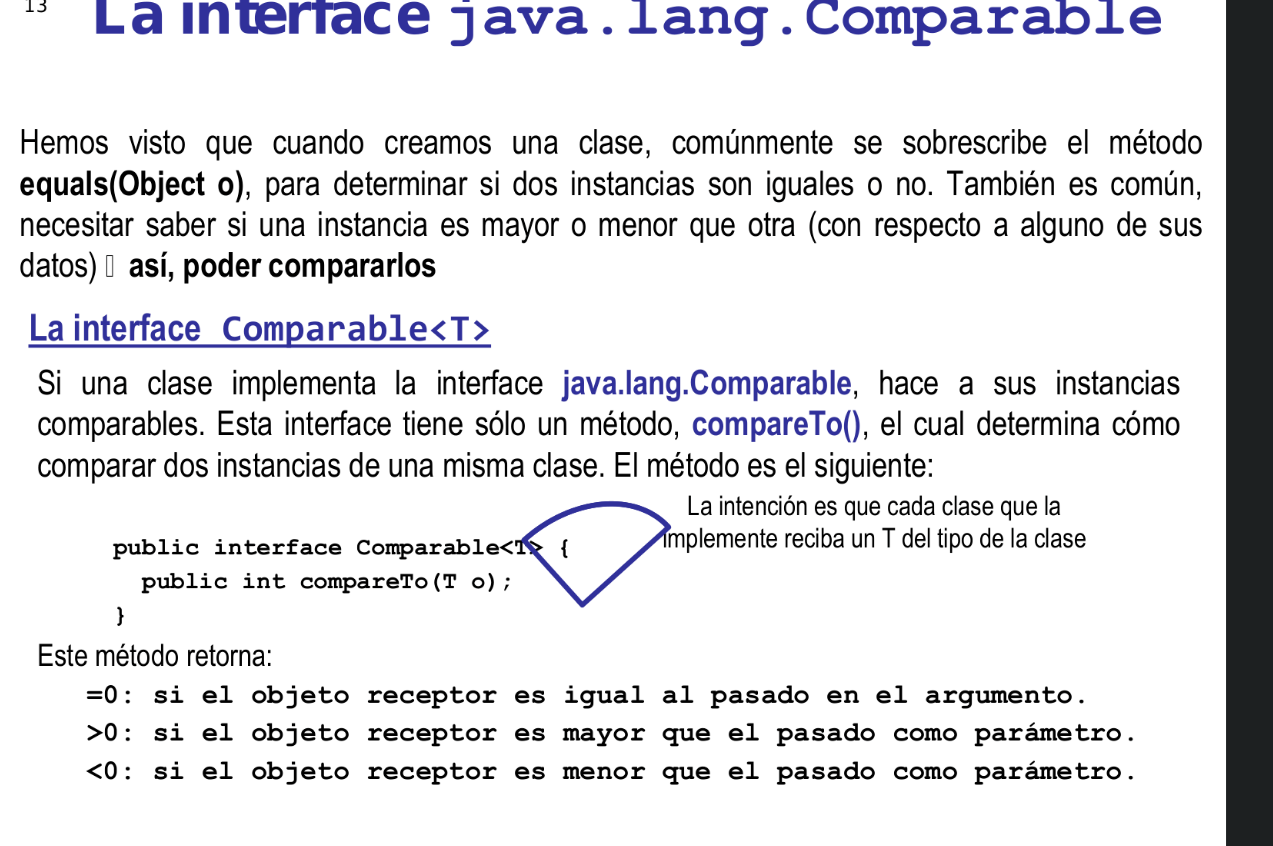 13
La interface java.lang.Comparable
Hemos visto que cuando creamos una clase, comúnmente se sobrescribe el método
equals(Object o), para determinar si dos instancias son iguales o no. También es común,
necesitar saber si una instancia es mayor o menor que otra (con respecto a alguno de sus
datos) así, poder compararlos
La interface Comparable<T>
Si una clase implementa la interface java.lang.Comparable, hace a sus instancias
comparables. Esta interface tiene sólo un método, compareTo(), el cual determina cómo
comparar dos instancias de una misma clase. El método es el siguiente:
La intención es que cada clase que la
implemente reciba un T del tipo de la clase
public interface Comparable<T> {
public int compareTo(T o);
}
Este método retorna:
=0: si el objeto receptor es igual al pasado en el argumento.
>0: si el objeto receptor es mayor que el pasado como parámetro.
<0: si el objeto receptor es menor que el pasado como parámetro.